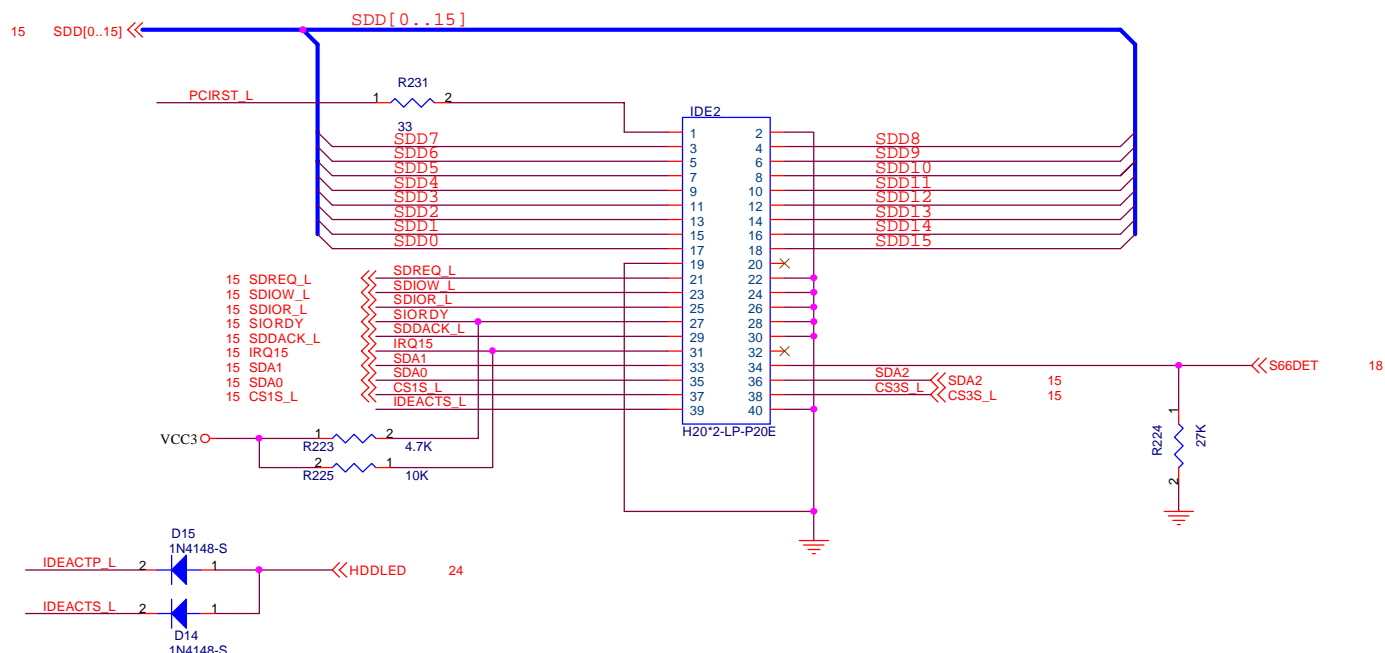 SDD[0..15]
15 SDD[0..15]
R231
PCIRST_L 1 2
IDE2
33
1 2
SDD7 3 4 SDD8
SDD6 5 6 SDD9
SDD5 7 8 SDD10
SDD4 9 10 SDD11
SDD3 11 12 SDD12
SDD2 13 14 SDD13
SDD1 15 16 SDD14
SDD0 17 18 SDD15
19 20
15 SDREQ_L SDREQ_L 21 22
15 SDIOW_L SDIOW_L 23 24
15 SDIOR_L SDIOR_L 25 26
15 SIORDY SIORDY 27 28
15 SDDACK_L SDDACK_L 29 30
15 IRQ15 IRQ15 31 32
15 SDA1 SDA1 33 34 S66DET 18
15 SDA0 SDA0 35 36 SDA2 SDA2 15
15 CS1S_L CS1S_L 37 38 CS3S_L CS3S_L 15
IDEACTS_L 39 40
H20*2-LP-P20E
VCC3 1 2
R223 4.7K
2 1
R225 10K
1
R224 27K
2
D15
1N4148-S
IDEACTP_L 2 1 HDDLED 24
IDEACTS_L 2 1
D14
1N4148-S